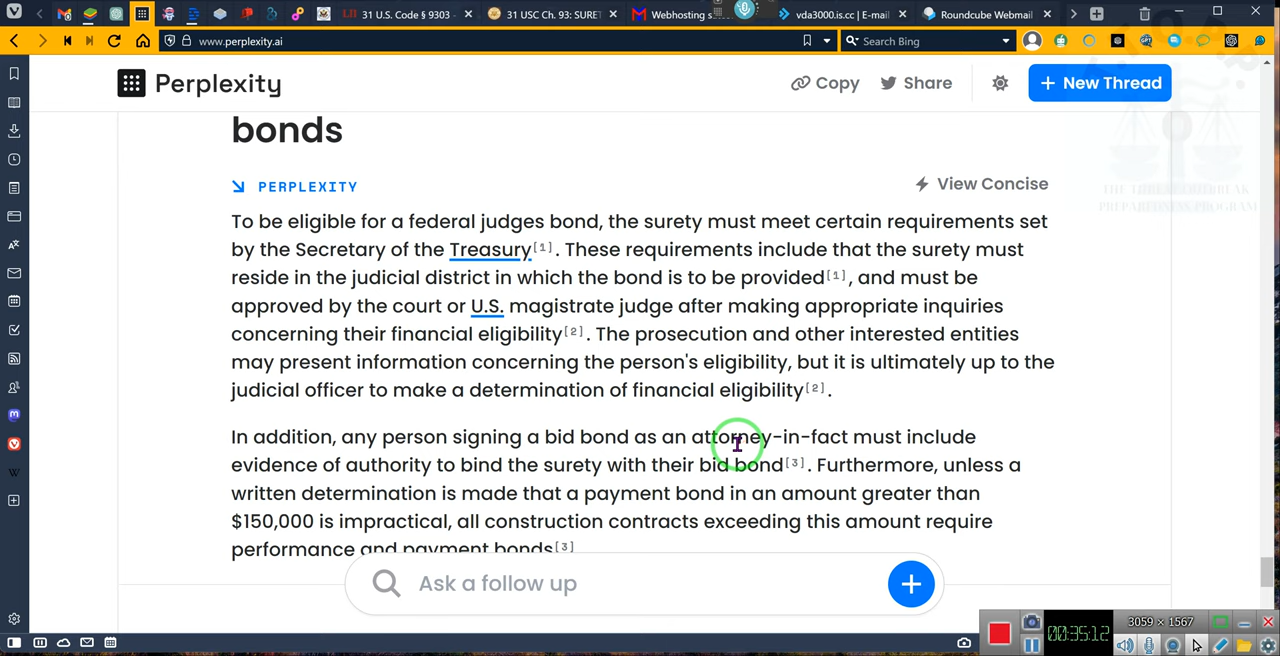 31 U.S. Code § 9303 -
31 USC Ch. 93: SURET
Webhosting s
vda3000.is.cc | E-mail
Roundcube Webmail
www.perplexity.ai
Search Bing
Perplexity
Copy
Share
+ New Thread
bonds
PERPLEXITY
View Concise
To be eligible for a federal judges bond, the surety must meet certain requirements set
by the Secretary of the Treasury[1]. These requirements include that the surety must
reside in the judicial district in which the bond is to be provided[1], and must be
approved by the court or U.S. magistrate judge after making appropriate inquiries
concerning their financial eligibility[2]. The prosecution and other interested entities
may present information concerning the person's eligibility, but it is ultimately up to the
judicial officer to make a determination of financial eligibility[2].
In addition, any person signing a bid bond as an attorney-in-fact must include
evidence of authority to bind the surety with their bid bond[3]. Furthermore, unless a
written determination is made that a payment bond in an amount greater than
$150,000 is impractical, all construction contracts exceeding this amount require
performance and payment bonds[3]
Ask a follow up
THE THREAT OUTBREAK
PREPAREDNESS PROGRAM
3059 × 1567
00:35:12